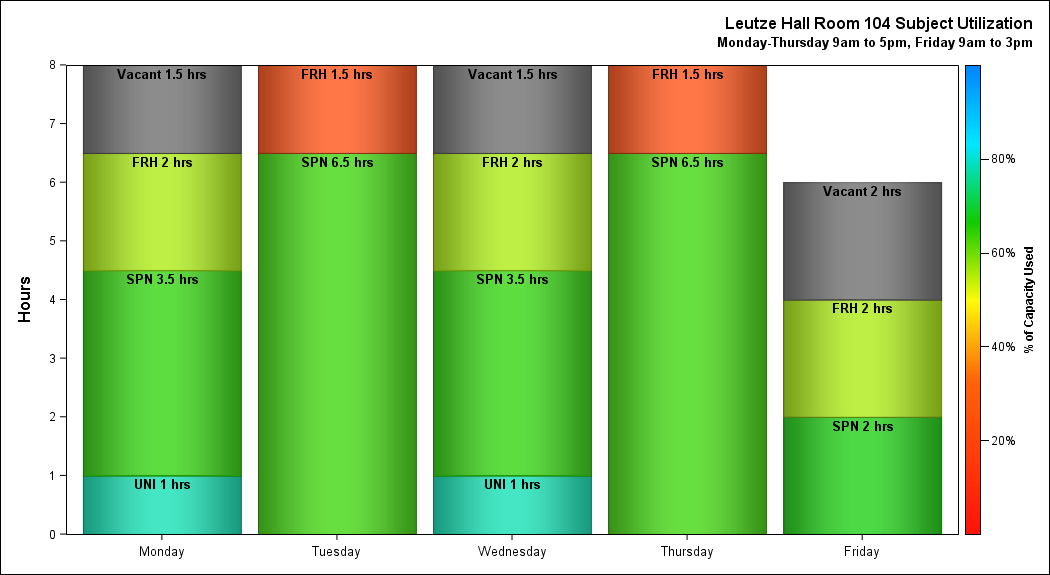 Leutze Hall Room 104 Subject Utilization
Monday-Thursday 9am to 5pm, Friday 9am to 3pm
Hours
8
7
6
5
4
3
2
1
0
Vacant 1.5 hrs
FRH 2 hrs
SPN 3.5 hrs
UNI 1 hrs
FRH 1.5 hrs
SPN 6.5 hrs
Vacant 1.5 hrs
FRH 2 hrs
SPN 3.5 hrs
UNI 1 hrs
FRH 1.5 hrs
SPN 6.5 hrs
Vacant 2 hrs
FRH 2 hrs
SPN 2 hrs
Monday
Tuesday
Wednesday
Thursday
Friday
80%
60%
40%
20%
% of Capacity Used